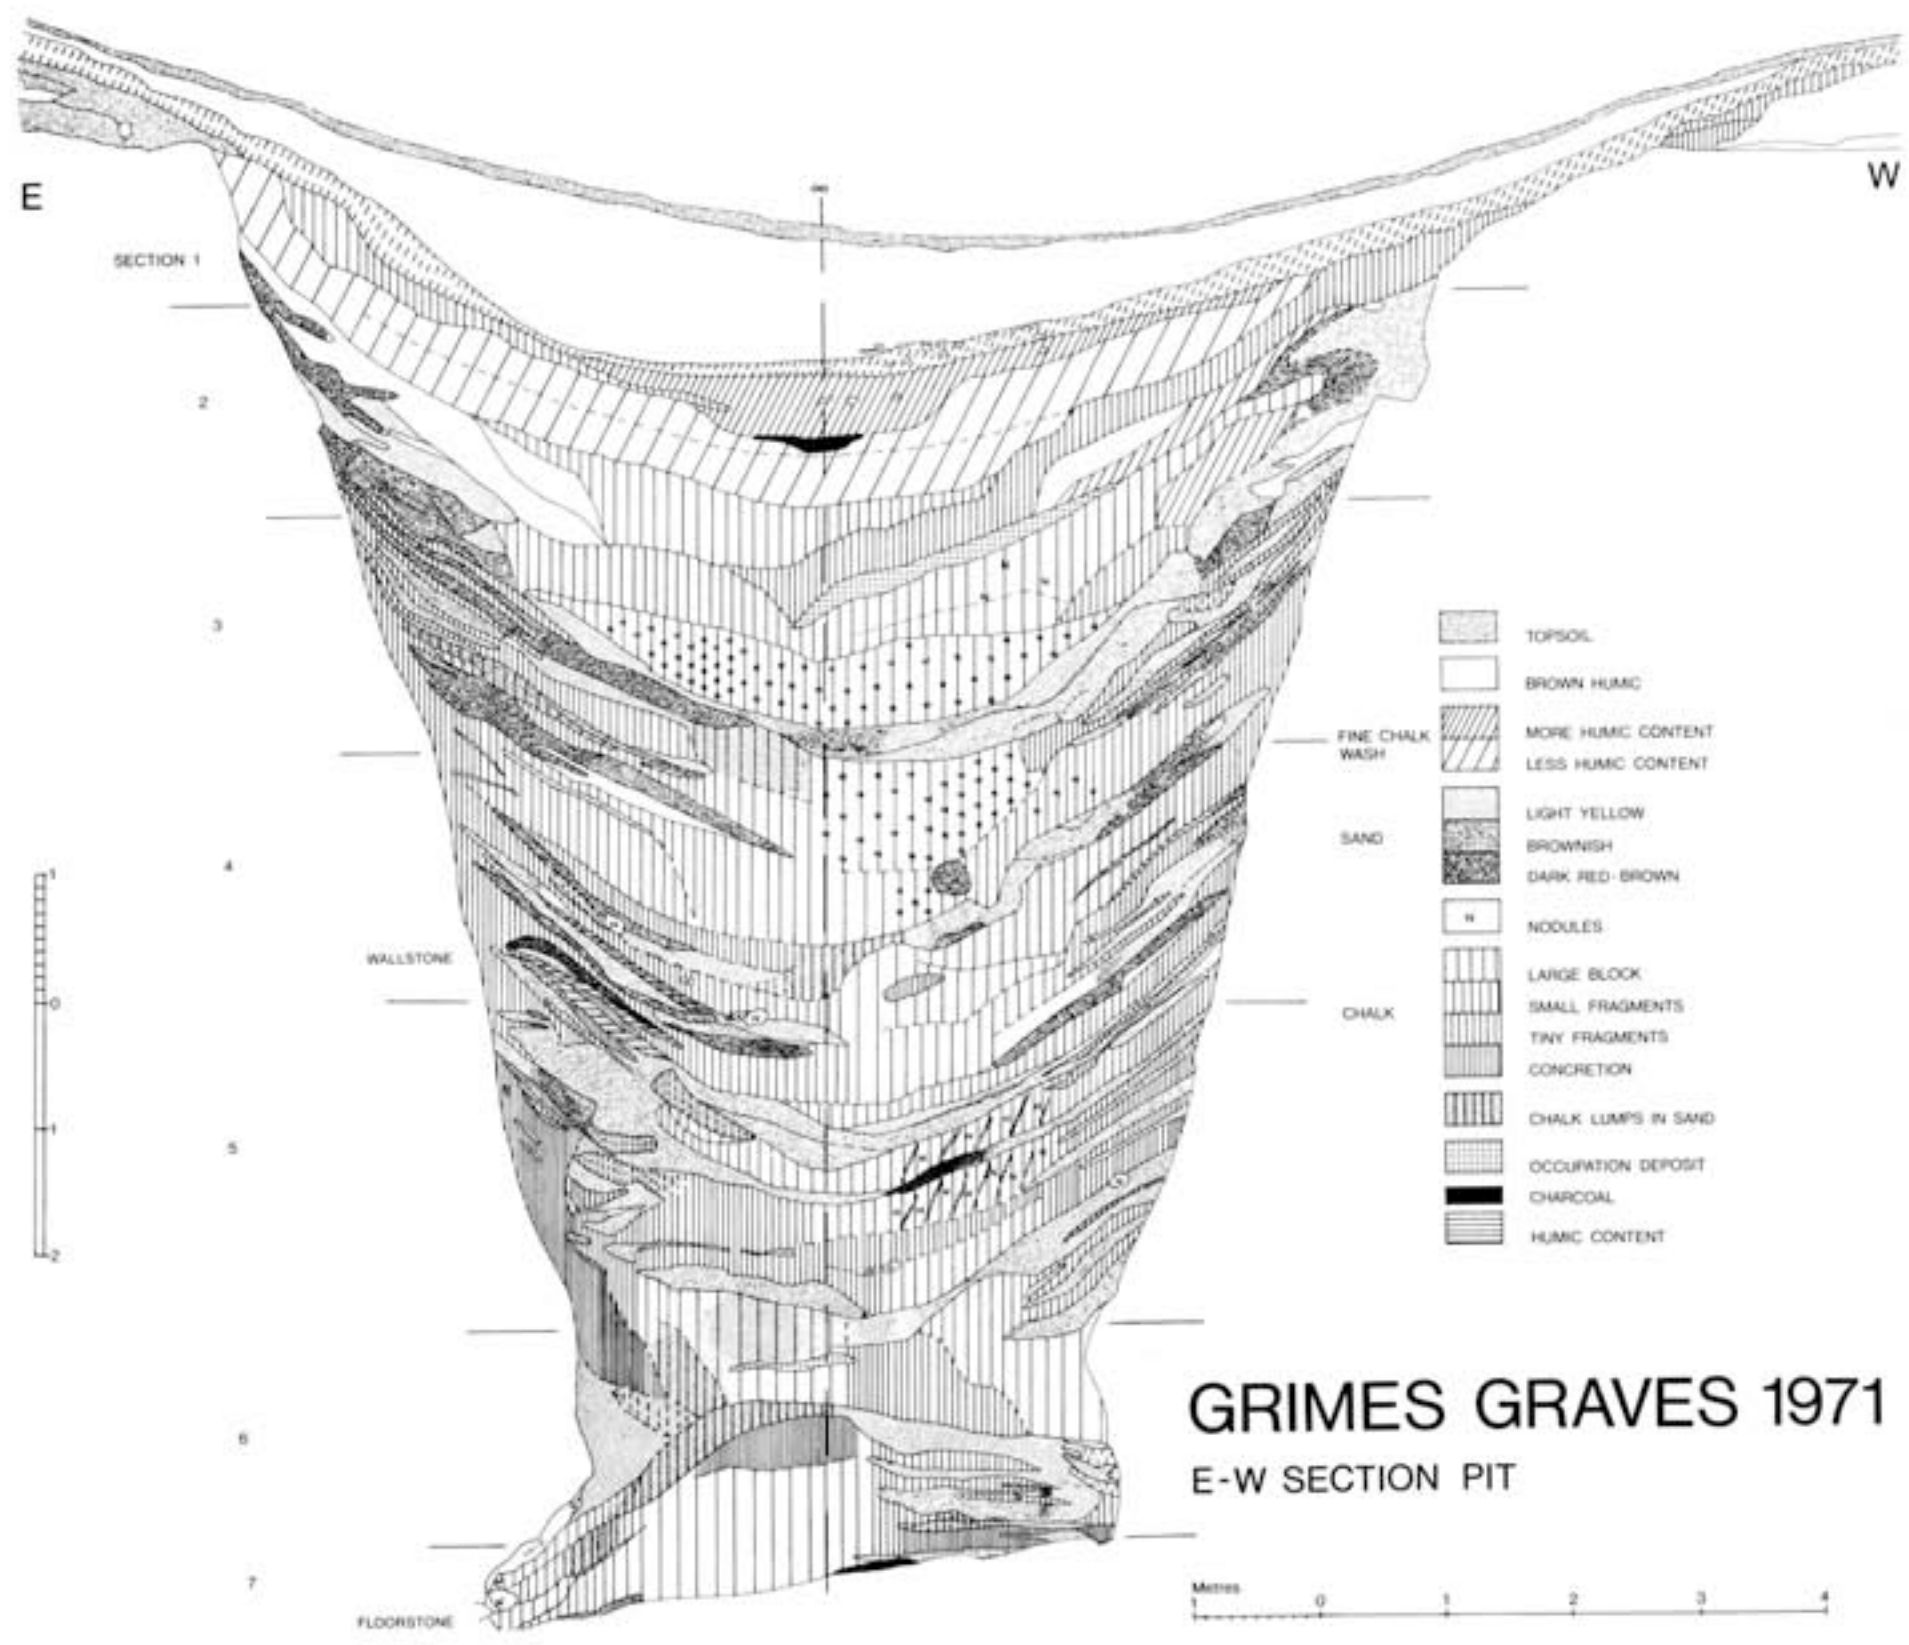 E
W
SECTION 1
2
3
4
5
6
7
WALLSTONE
FLOORSTONE
1
0
1
2
TOPSOIL
BROWN HUMIC
FINE CHALK
WASH
MORE HUMIC CONTENT
LESS HUMIC CONTENT
SAND
LIGHT YELLOW
BROWNISH
DARK RED-BROWN
N
NODULES
CHALK
LARGE BLOCK
SMALL FRAGMENTS
TINY FRAGMENTS
CONCRETION
CHALK LUMPS IN SAND
OCCUPATION DEPOSIT
CHARCOAL
HUMIC CONTENT
GRIMES GRAVES 1971
E-W SECTION PIT
Metres
1 0 1 2 3 4